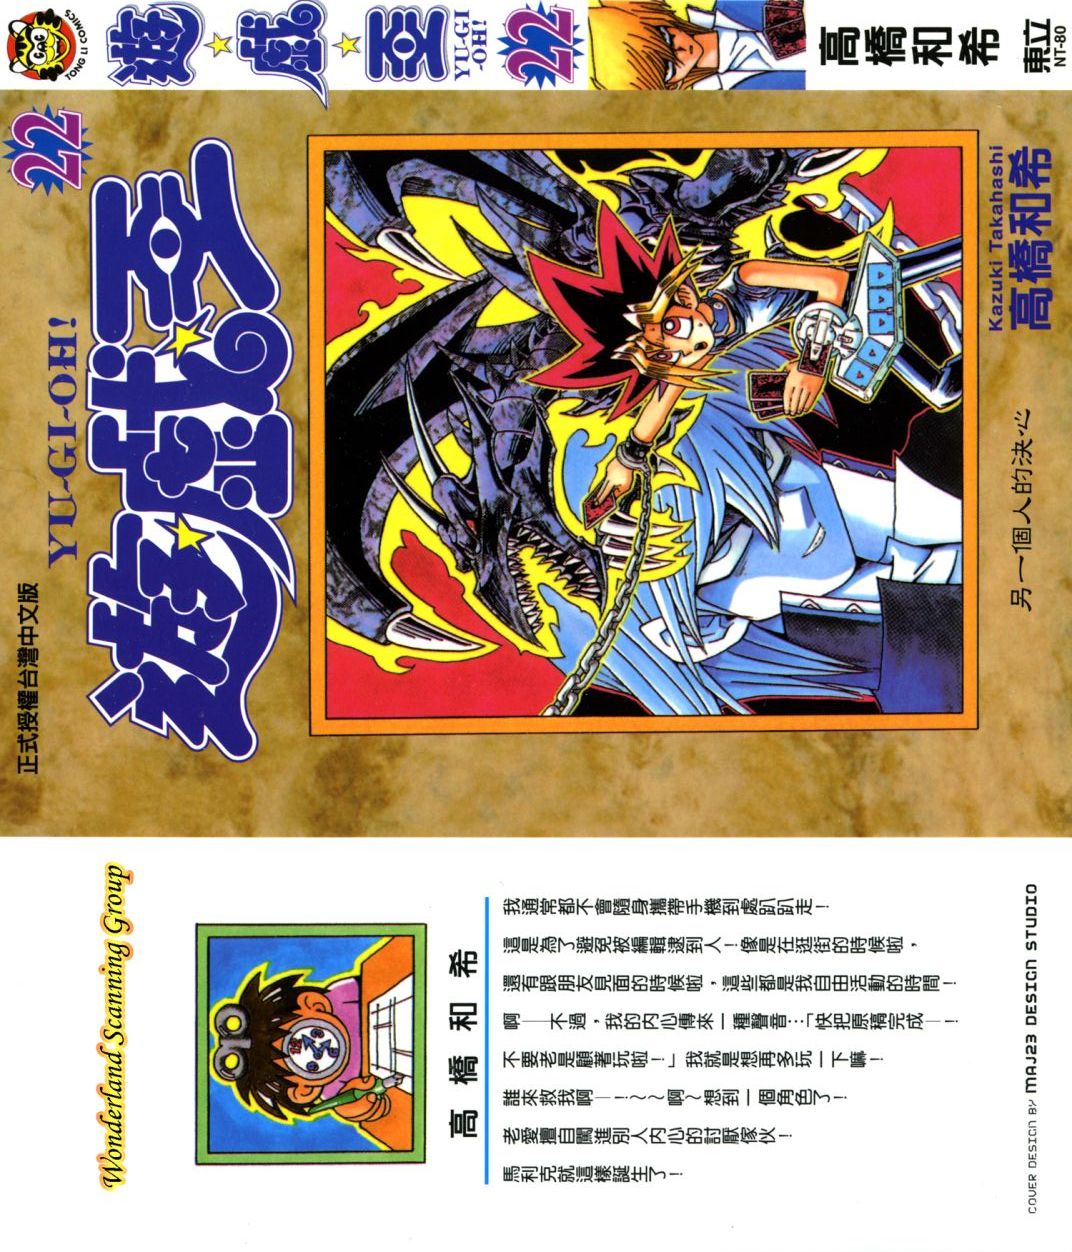 TONG LI COMICS
遊☆戲☆王
YU-GI
-OH!
22
高橋和希
東立
NT-80
22
正式授權台灣中文版
YU-GI-OH!
遊☆戲☆王
Kazuki Takahashi
高橋和希
另一個人的決心
Wonderland Scanning Group
高橋和希
我通常都不會隨身攜帶手機到處趴趴走！
這是為了避免被編輯逮到人！像是在逛街的時候啦，
還有跟朋友見面的時候啦，這些都是我自由活動的時間！
啊──不過，我的內心傳來一種聲音…「快把原稿完成──！
不要老是顧著玩啦！」我就是想再多玩一下嘛！
誰來救我啊──！～～啊～想到一個角色了！
老愛擅自闖進別人內心的討厭傢伙！
馬利克就這樣誕生了！
COVER DESIGN BY MAJ23 DESIGN STUDIO